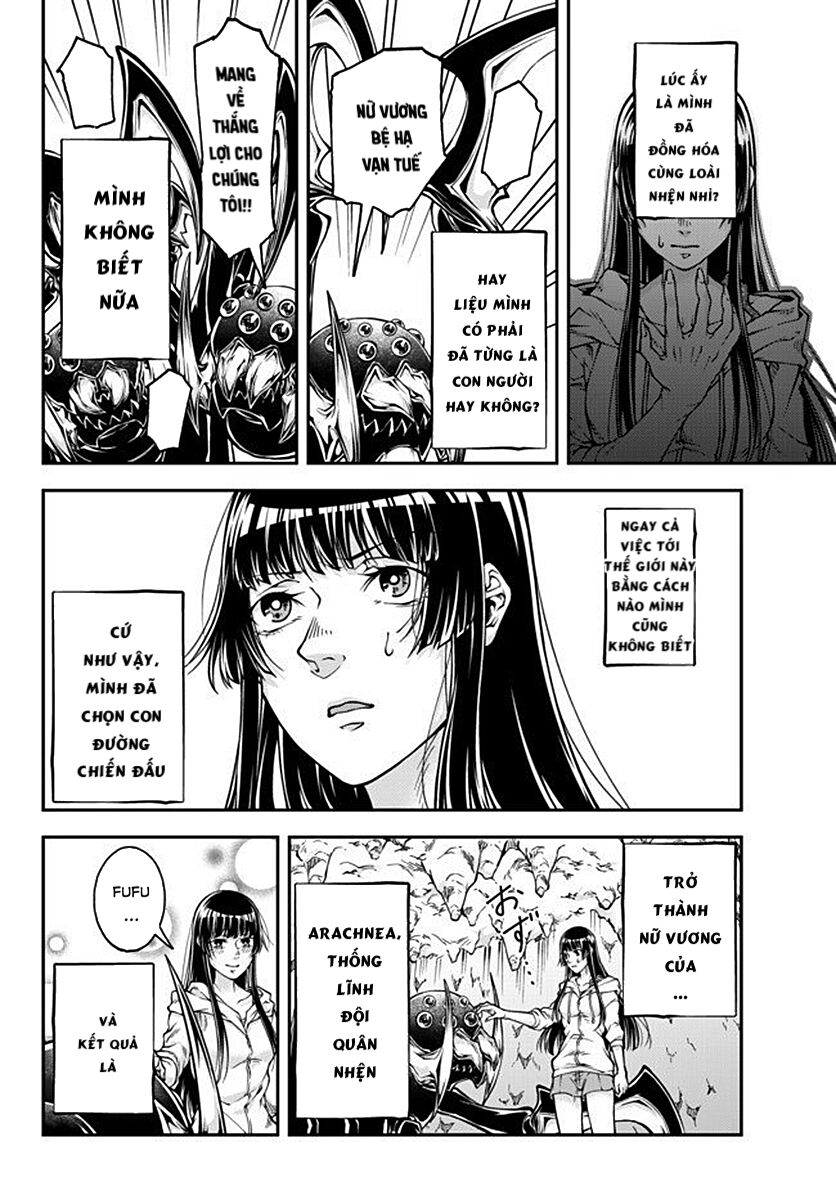 LÚC ẤY
LÀ MÌNH
ĐÃ
ĐỒNG HÓA
CÙNG LOÀI
NHỆN NHỈ?
NỮ VƯƠNG
BỆ HẠ
VẠN TUẾ
HAY
LIỆU MÌNH
CÓ PHẢI
ĐÃ TỪNG LÀ
CON NGƯỜI
HAY KHÔNG?
MANG
VỀ
THẮNG
LỢI CHO
CHÚNG
TÔI!!
MÌNH
KHÔNG
BIẾT
NỮA
NGAY CẢ
VIỆC TỚI
THẾ GIỚI NÀY
BẰNG CÁCH
NÀO MÌNH
CŨNG
KHÔNG BIẾT
CỨ
NHƯ VẬY,
MÌNH ĐÃ
CHỌN CON
ĐƯỜNG
CHIẾN ĐẤU
TRỞ
THÀNH
NỮ VƯƠNG
CỦA
...
おず
ARACHNEA,
THỐNG
LĨNH
ĐỘI
QUÂN
NHỆN
FUFU
...
VÀ
KẾT QUẢ
LÀ